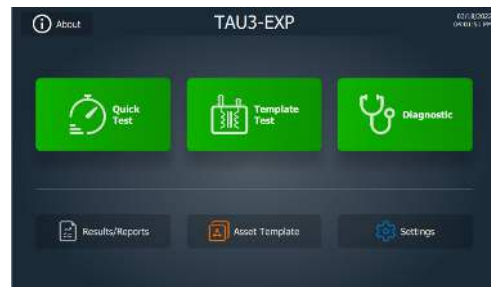 About
TAU3-EXP
Quick
Test
Template
Test
Diagnostic
Results/Reports
Asset Template
Settings